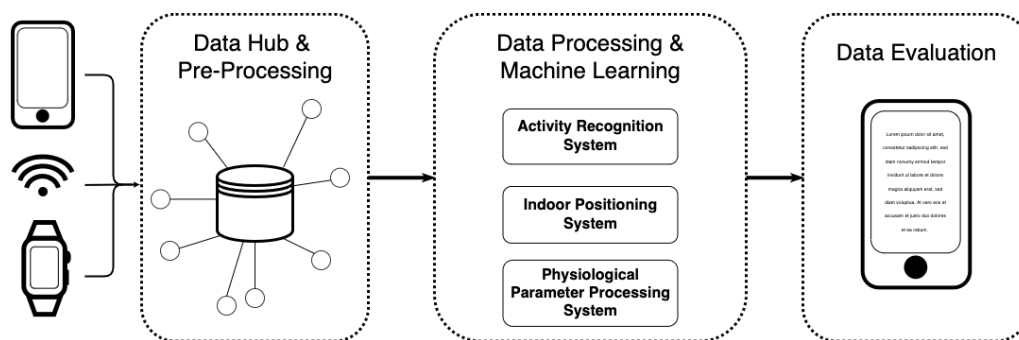 Data Hub &
Pre-Processing
Data Processing &
Machine Learning
Activity Recognition
System
Indoor Positioning
System
Physiological
Parameter Processing
System
Data Evaluation
Lorem ipsum dolor sit amet,
consetetur sadipscing elitr, sed
diam nonumy eirmod tempor
invidunt ut labore et dolore
magna aliquyam erat, sed
diam voluptua. At vero eos et
accusam et justo duo dolores
et ea rebum.